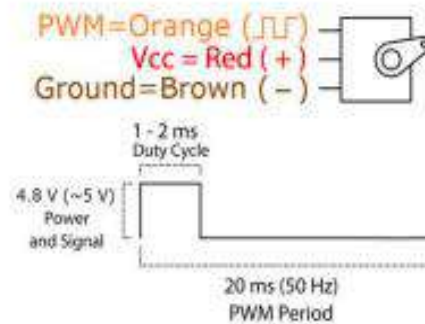 PWM=Orange (⎍⎍)
Vcc = Red ( + )
Ground=Brown ( − )
1 - 2 ms
Duty Cycle
4.8 V (~5 V)
Power
and Signal
20 ms (50 Hz)
PWM Period